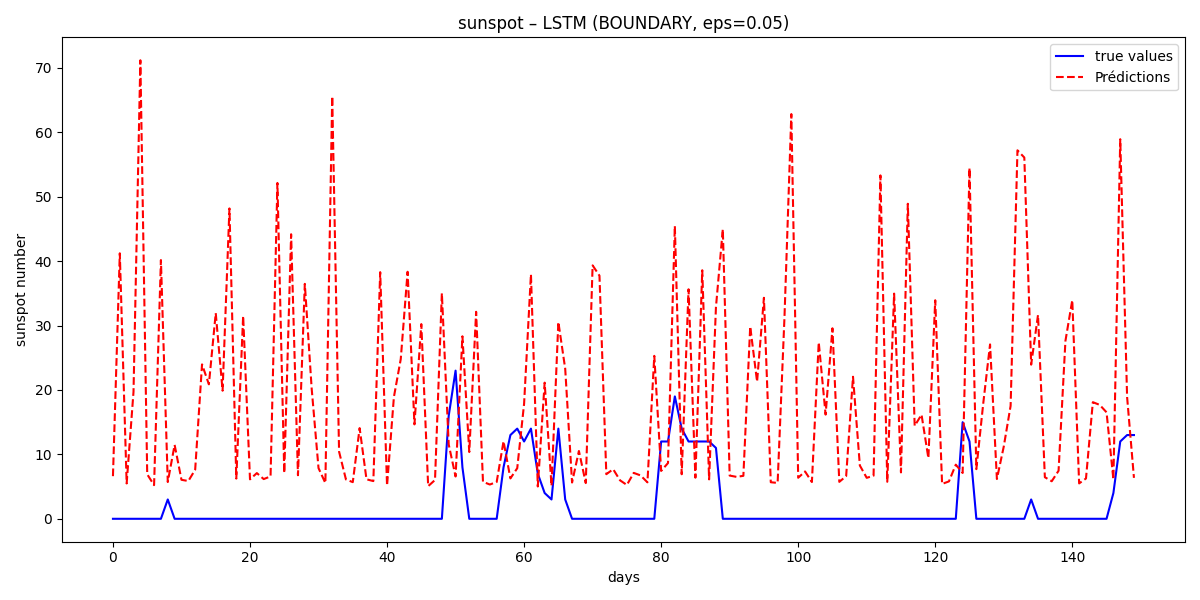 sunspot – LSTM (BOUNDARY, eps=0.05)
true values
Prédictions
sunspot number
70
60
50
40
30
20
10
0
0 20 40 60 80 100 120 140
days